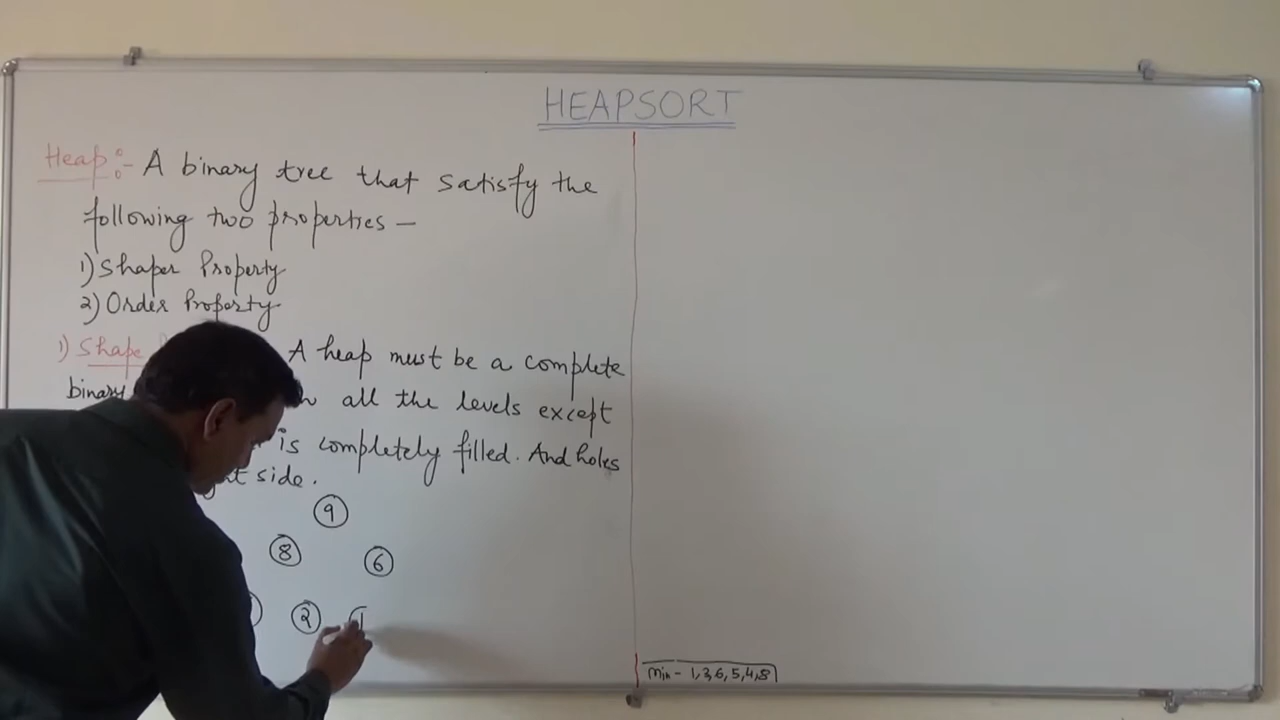 HEAPSORT
Heap:- A binary tree that satisfy the
following two properties –
1) Shaper Property
2) Order Property
1) Shape A heap must be a complete
binary all the levels except
is completely filled. And holes
side.
9
8 6
2 1
Min - 1,3,6,5,4,8